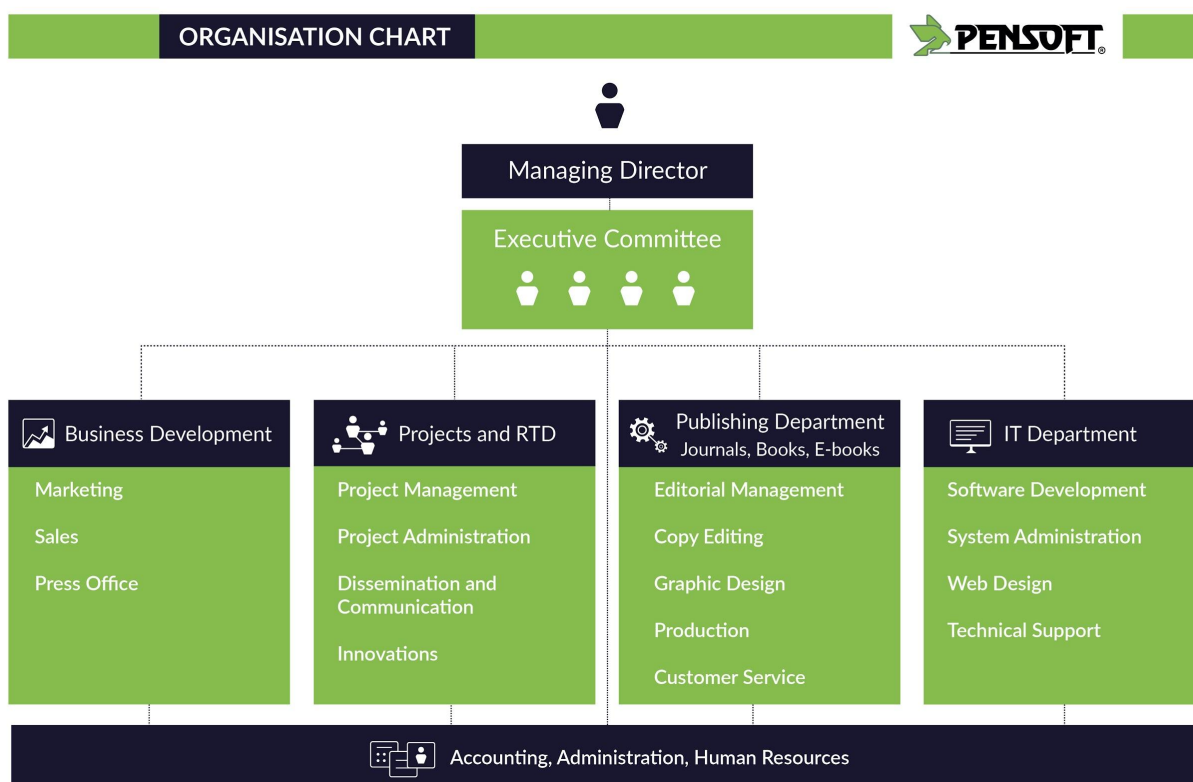 ORGANISATION CHART
PENSOFT®
Managing Director
Executive Committee
Business Development
Marketing
Sales
Press Office
Projects and RTD
Project Management
Project Administration
Dissemination and
Communication
Innovations
Publishing Department
Journals, Books, E-books
Editorial Management
Copy Editing
Graphic Design
Production
Customer Service
IT Department
Software Development
System Administration
Web Design
Technical Support
Accounting, Administration, Human Resources